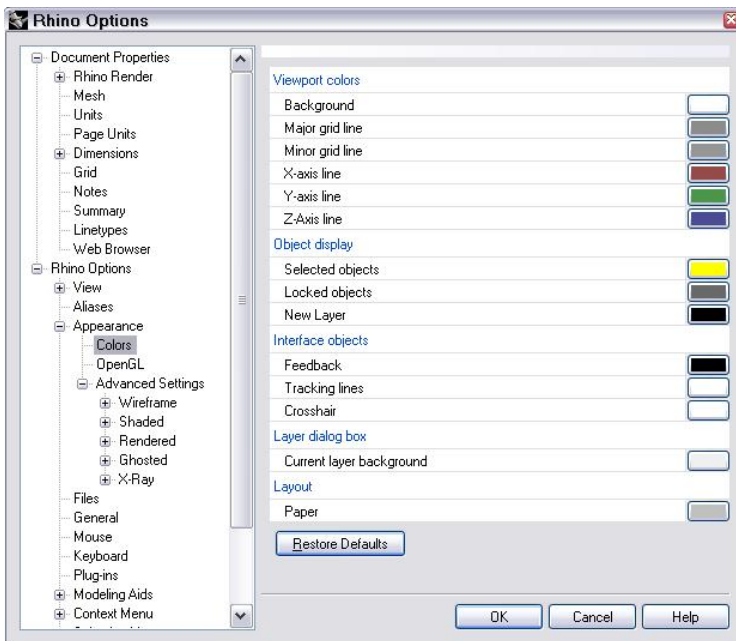 Rhino Options
Document Properties
Rhino Render
Mesh
Units
Page Units
Dimensions
Grid
Notes
Summary
Linetypes
Web Browser
Rhino Options
View
Aliases
Appearance
Colors
OpenGL
Advanced Settings
Wireframe
Shaded
Rendered
Ghosted
X-Ray
Files
General
Mouse
Keyboard
Plug-ins
Modeling Aids
Context Menu
Viewport colors
Background
Major grid line
Minor grid line
X-axis line
Y-axis line
Z-Axis line
Object display
Selected objects
Locked objects
New Layer
Interface objects
Feedback
Tracking lines
Crosshair
Layer dialog box
Current layer background
Layout
Paper
Restore Defaults
OK
Cancel
Help